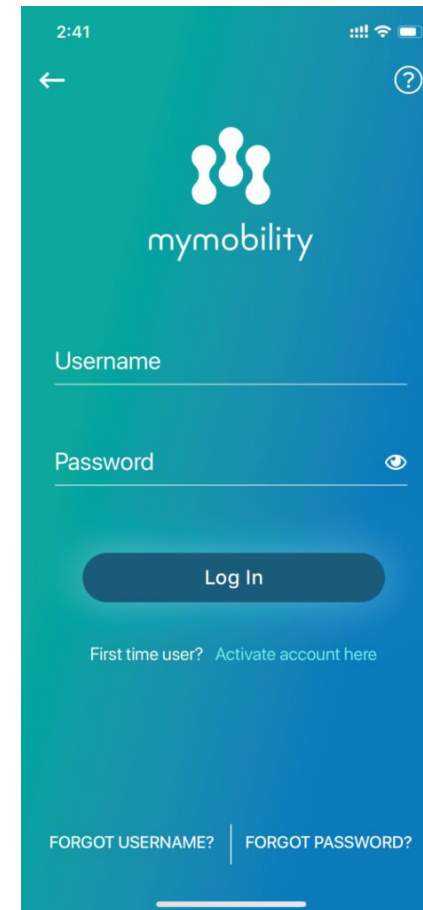 2:41
?
mymobility
Username
Password
Log In
First time user? Activate account here
FORGOT USERNAME? FORGOT PASSWORD?